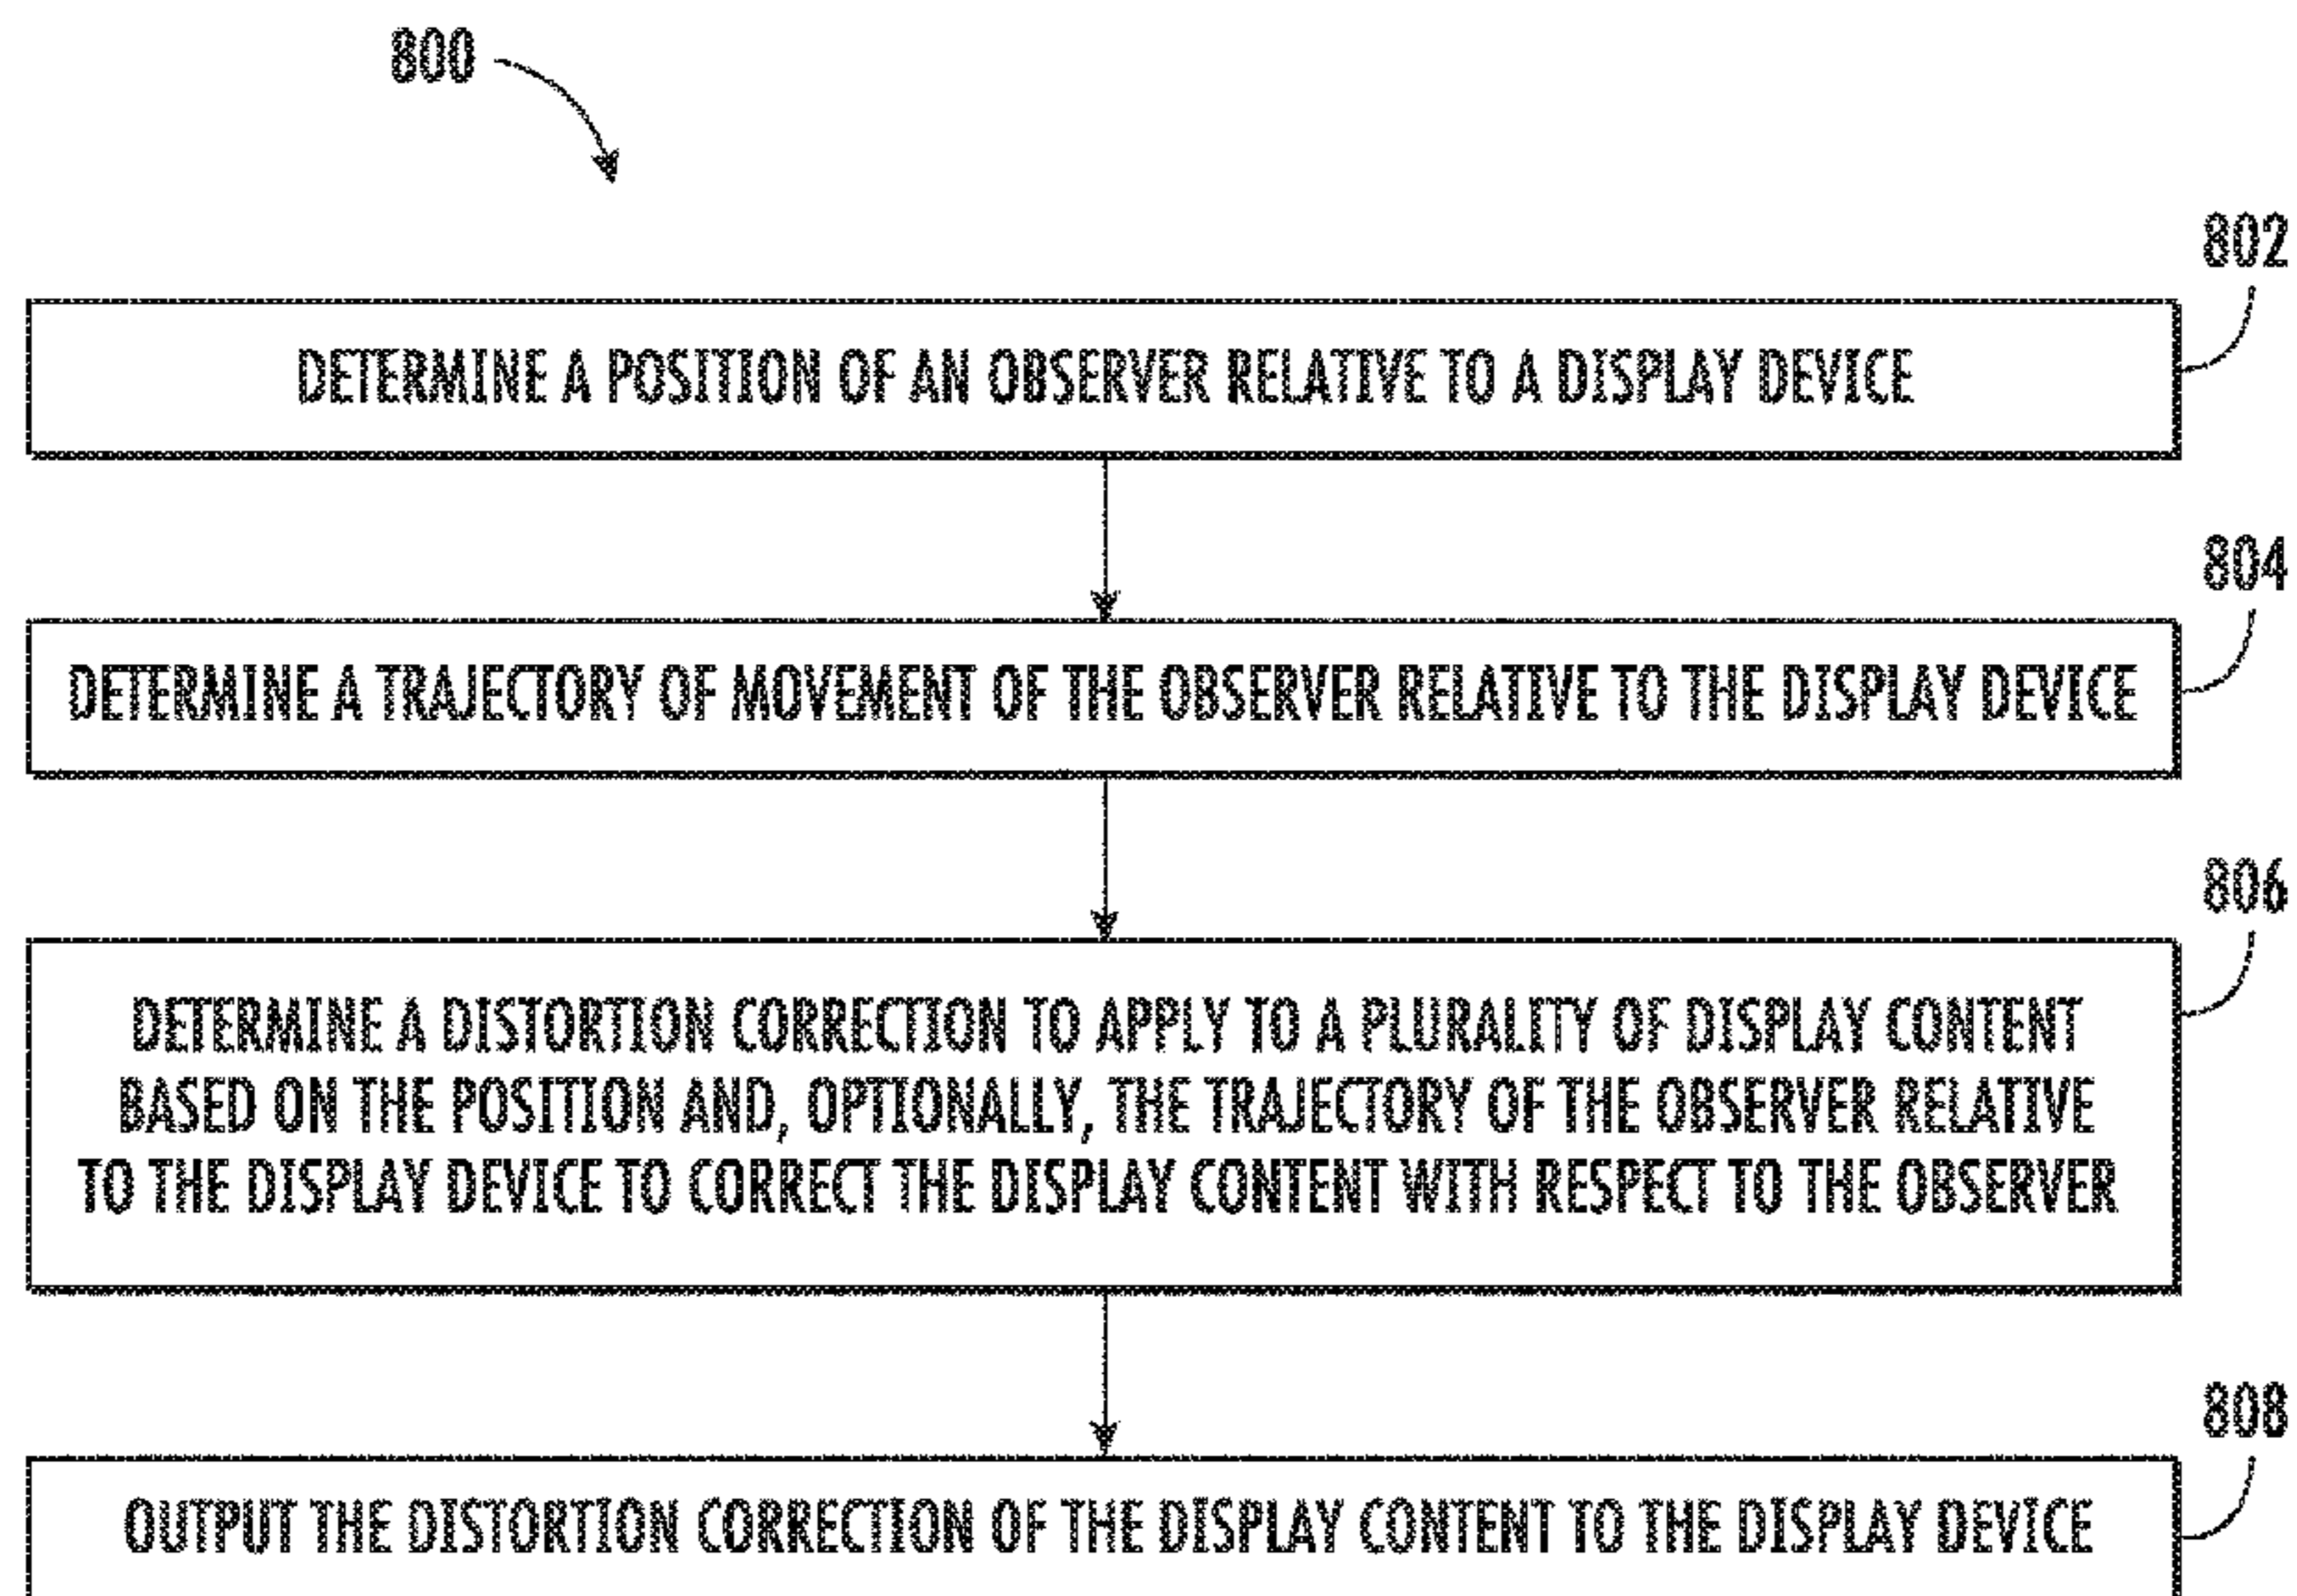 800
802
DETERMINE A POSITION OF AN OBSERVER RELATIVE TO A DISPLAY DEVICE
804
DETERMINE A TRAJECTORY OF MOVEMENT OF THE OBSERVER RELATIVE TO THE DISPLAY DEVICE
806
DETERMINE A DISTORTION CORRECTION TO APPLY TO A PLURALITY OF DISPLAY CONTENT
BASED ON THE POSITION AND, OPTIONALLY, THE TRAJECTORY OF THE OBSERVER RELATIVE
TO THE DISPLAY DEVICE TO CORRECT THE DISPLAY CONTENT WITH RESPECT TO THE OBSERVER
808
OUTPUT THE DISTORTION CORRECTION OF THE DISPLAY CONTENT TO THE DISPLAY DEVICE